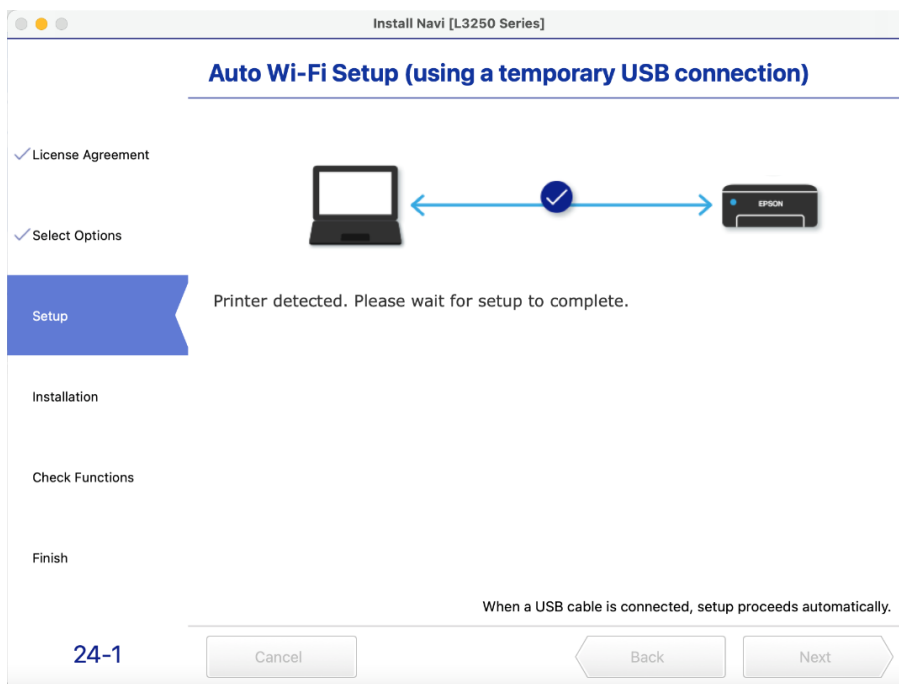 Install Navi [L3250 Series]
Auto Wi-Fi Setup (using a temporary USB connection)
License Agreement
Select Options
Setup
Installation
Check Functions
Finish
EPSON
Printer detected. Please wait for setup to complete.
When a USB cable is connected, setup proceeds automatically.
24-1
Cancel
Back
Next